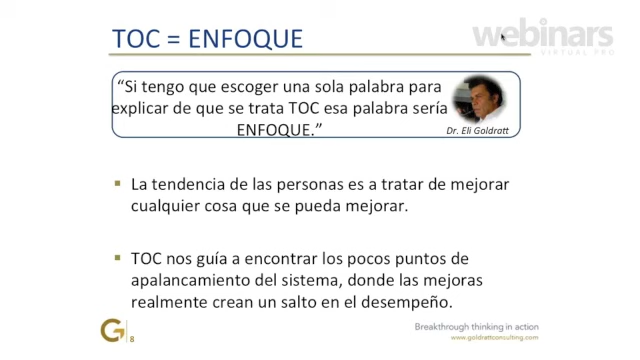 TOC = ENFOQUE
webinars
VIRTUAL PRO
“Si tengo que escoger una sola palabra para
explicar de que se trata TOC esa palabra sería
ENFOQUE.”
Dr. Eli Goldratt
La tendencia de las personas es a tratar de mejorar
cualquier cosa que se pueda mejorar.
TOC nos guía a encontrar los pocos puntos de
apalancamiento del sistema, donde las mejoras
realmente crean un salto en el desempeño.
G
8
Breakthrough thinking in action
www.goldrattconsulting.com